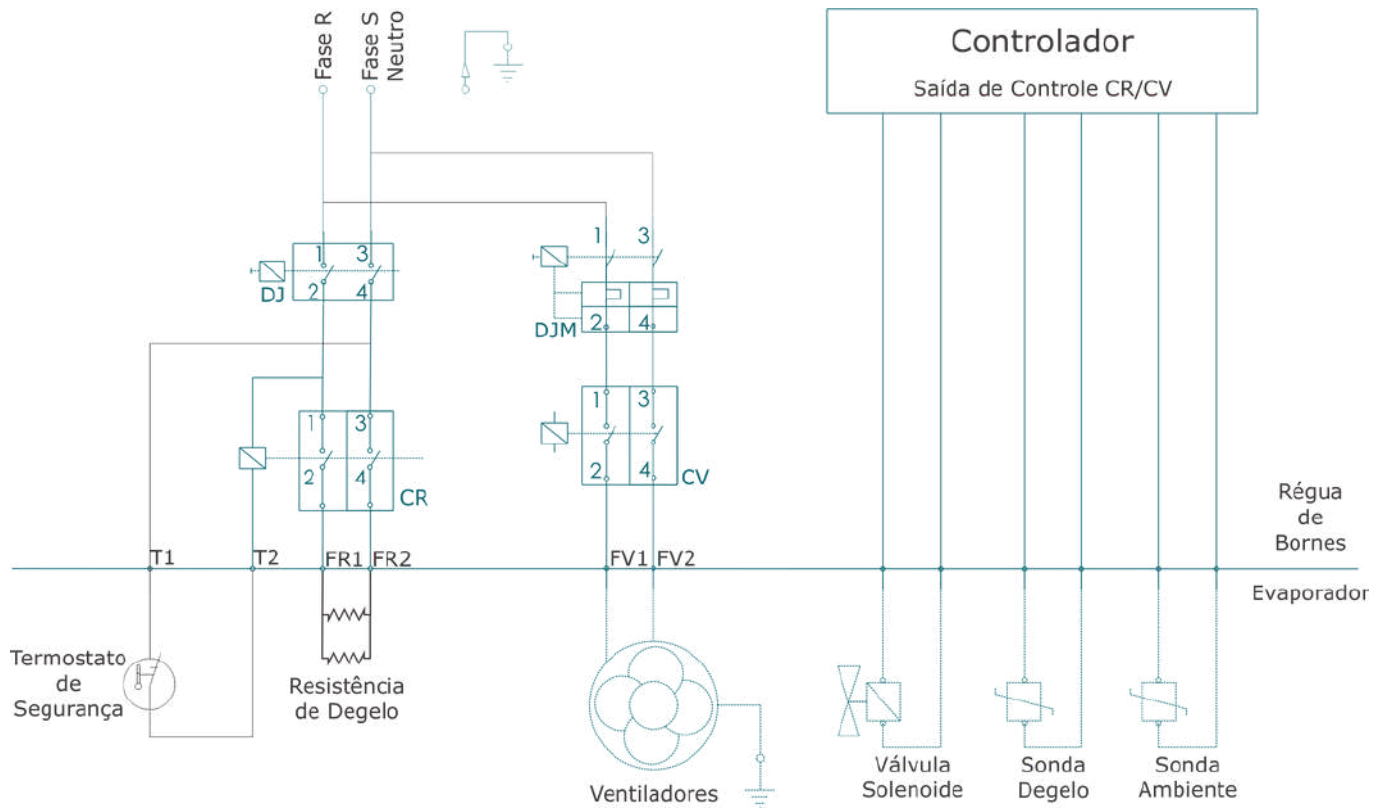 Fase R
Fase S
Neutro
Controlador
Saída de Controle CR/CV
1 3
DJ
2 4
1 3
DJM
2 4
1 3
2 4
CR
1 3
2 4
CV
Régua
de
Bornes
T1 T2 FR1 FR2 FV1 FV2
Evaporador
Termostato
de
Segurança
Resistência
de Degelo
Ventiladores
Válvula
Solenoide
Sonda
Degelo
Sonda
Ambiente